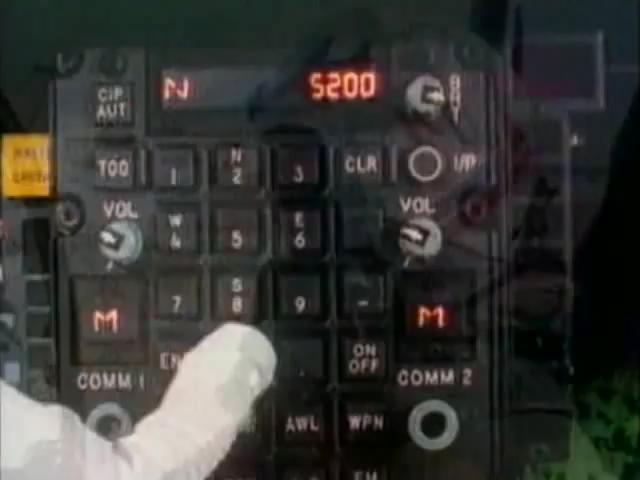 N 5200
CIP AUT
BRT
TOO 1 N 2 3 CLR I/P
VOL W 4 5 E 6 VOL
7 S 8 9 -
M M
COMM 1 . ON OFF COMM 2
AWL WPN